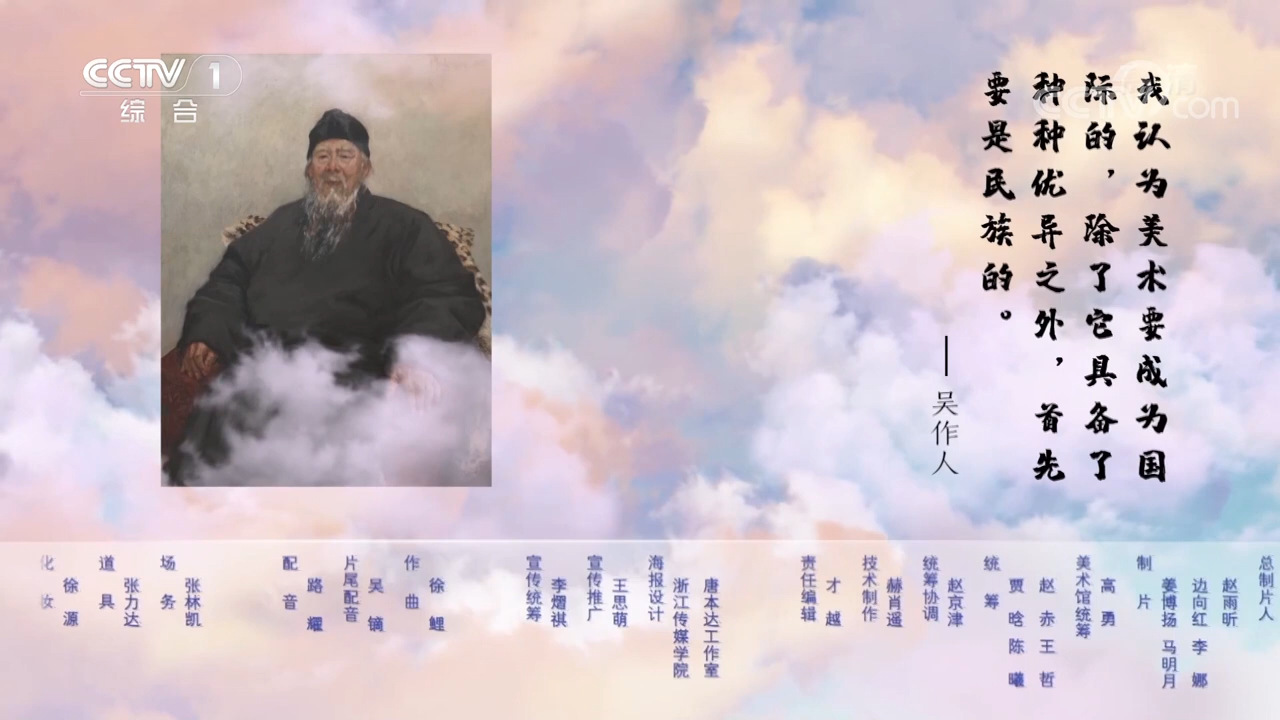 CCTV 1
综合
我认为美术要成为国
际的，除了它具备了
种种优异之外，首先
要是民族的。
——吴作人
总制片人
赵雨昕
边向红 李娜
姜博扬 马明月
制片
高勇
美术馆统筹
赵赤 王哲
贾晗 陈曦
统筹
赵京津
统筹协调
赫肖遥
技术制作
才越
责任编辑
唐本达工作室
浙江传媒学院
海报设计
王思萌
宣传推广
李熠祺
宣传统筹
徐鲤
作曲
吴镝
片尾配音
路耀
配音
张林凯
场务
张力达
道具
徐源
化妆